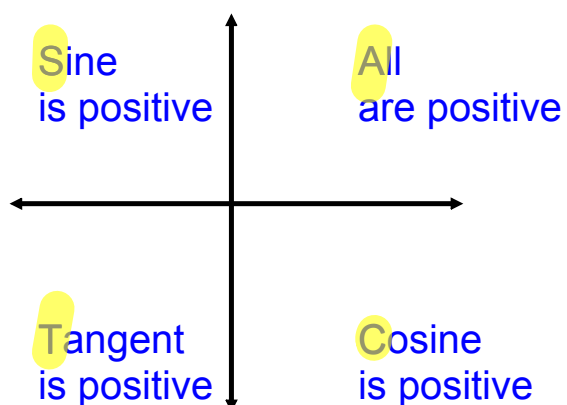 Sine
is positive
All
are positive
Tangent
is positive
Cosine
is positive